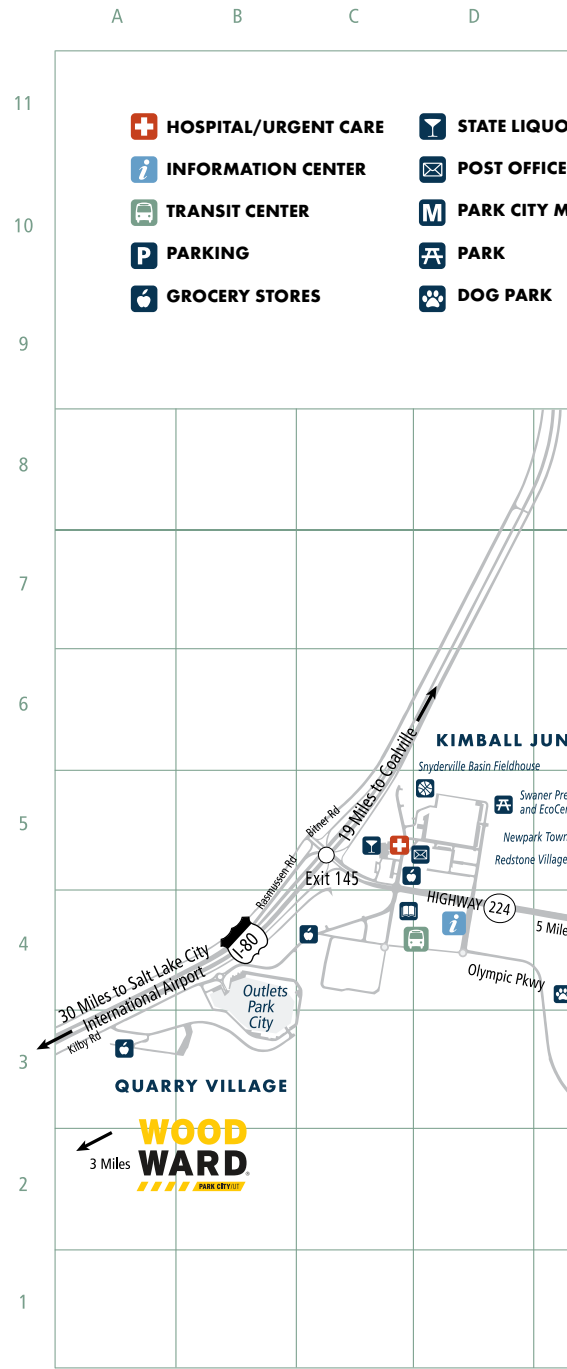 A B C D
11
HOSPITAL/URGENT CARE
STATE LIQUO
INFORMATION CENTER
POST OFFICE
10
TRANSIT CENTER
PARK CITY M
P PARKING
PARK
GROCERY STORES
DOG PARK
9
8
7
6
19 Miles to Coalville
KIMBALL JUN
Snyderville Basin Fieldhouse
5
Swaner Pre
and EcoCen
Bitner Rd
Newpark Town
Redstone Village
Rasmussen Rd
Exit 145
HIGHWAY 224
5 Mile
4
I-80
30 Miles to Salt Lake City
International Airport
Olympic Pkwy
Outlets
Park
City
Kilby Rd
3
QUARRY VILLAGE
WOOD
WARD
3 Miles
PARK CITY/UT
2
1